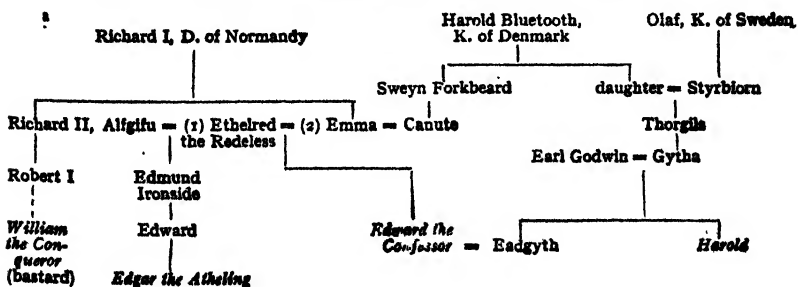 a
Richard I, D. of Normandy
Harold Bluetooth,
K. of Denmark
Olaf, K. of Sweden
Sweyn Forkbeard
daughter = Styrbiorn
Richard II, Alfgifu = (1) Ethelred = (2) Emma = Canute
the Redeless
Thorgils
Earl Godwin = Gytha
Robert I
Edmund
Ironside
William
the Con-
queror
(bastard)
Edward
Edward the
Confessor = Eadgyth
Harold
Edgar the Atheling